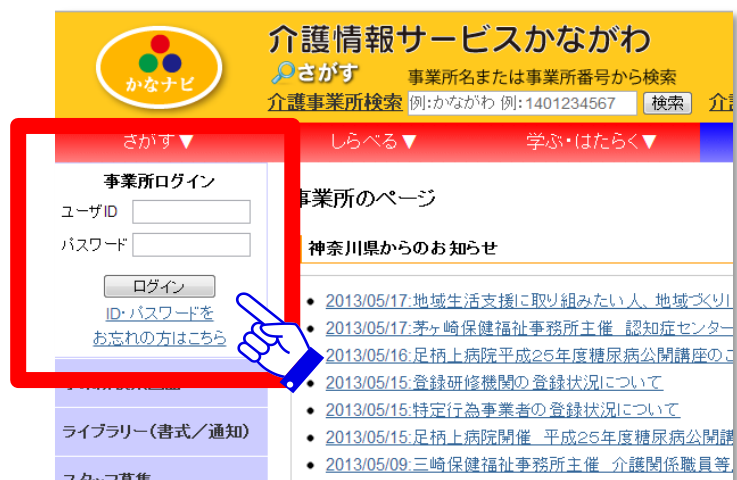 かなナビ
介護情報サービスかながわ
さがす 事業所名または事業所番号から検索
介護事業所検索 例:かながわ 例:1401234567 検索
さがす▼ しらべる▼ 学ぶ・はたらく▼
事業所ログイン
ユーザID
パスワード
ログイン
ID・パスワードを
お忘れの方はこちら
ライブラリー(書式／通知)
スタッフ募集
事業所のページ
神奈川県からのお知らせ
2013/05/17:地域生活支援に取り組みたい人、地域づくり
2013/05/17:茅ヶ崎保健福祉事務所主催 認知症センター
2013/05/16:足柄上病院平成25年度糖尿病公開講座のご
2013/05/15:登録研修機関の登録状況について
2013/05/15:特定行為事業者の登録状況について
2013/05/15:足柄上病院開催 平成25年度糖尿病公開講
2013/05/09:三崎保健福祉事務所主催 介護関係職員等